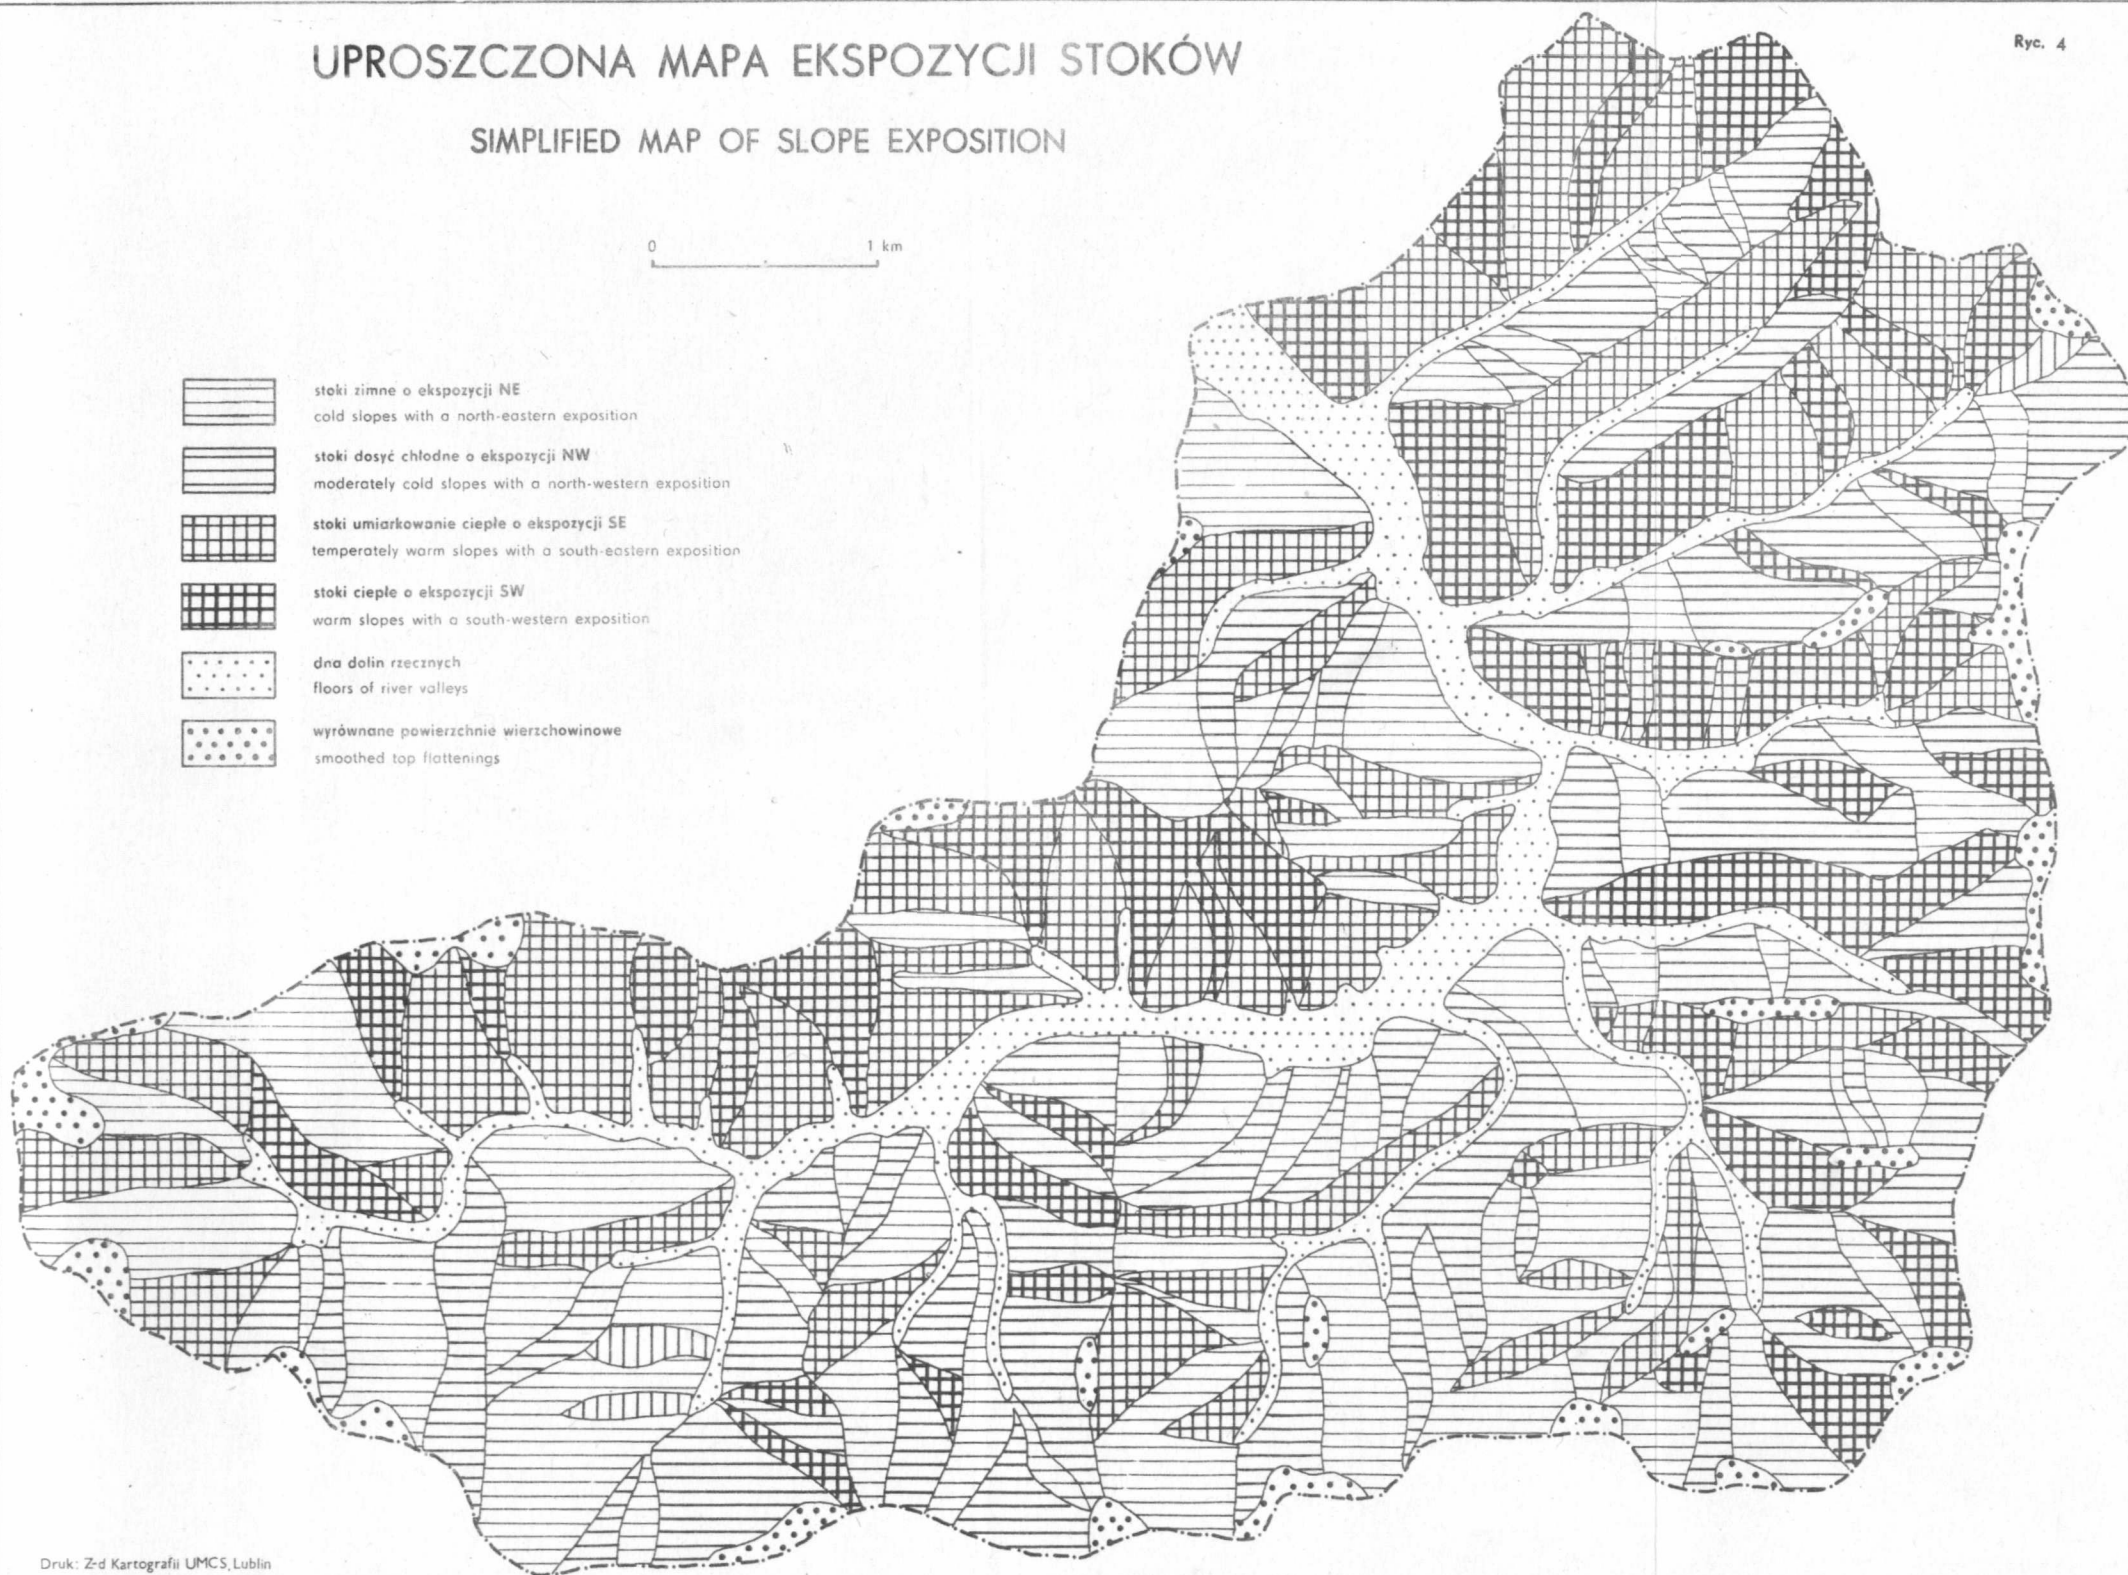 Ryc. 4
UPROSZCZONA MAPA EKSPOZYCJI STOKÓW
SIMPLIFIED MAP OF SLOPE EXPOSITION
0 1 km
stoki zimne o ekspozycji NE
cold slopes with a north-eastern exposition
stoki dosyć chłodne o ekspozycji NW
moderately cold slopes with a north-western exposition
stoki umiarkowanie ciepłe o ekspozycji SE
temperately warm slopes with a south-eastern exposition
stoki ciepłe o ekspozycji SW
warm slopes with a south-western exposition
dna dolin rzecznych
floors of river valleys
wyrównane powierzchnie wierzchowinowe
smoothed top flattenings
Druk: Z-d Kartografii UMCS, Lublin